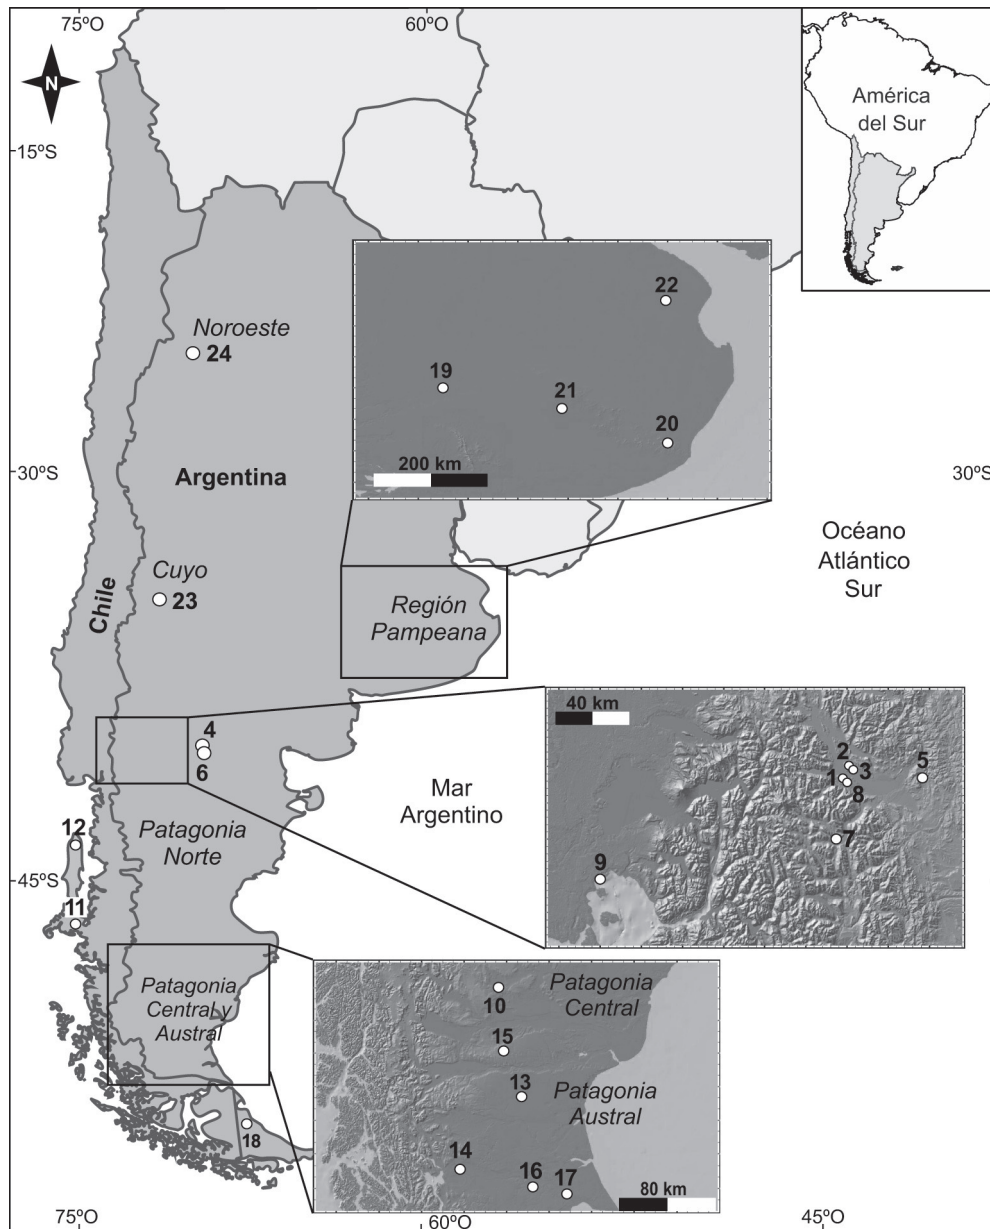 75ºO
60ºO
N
15ºS
América
del Sur
22
Noroeste
24
19
21
20
200 km
30ºS
Argentina
30ºS
Océano
Atlántico
Sur
Cuyo
23
Chile
Región
Pampeana
40 km
4
6
2
3
5
1
8
Mar
Argentino
Patagonia
Norte
12
7
9
45ºS
11
Patagonia
Central y
Austral
Patagonia
Central
10
15
13
Patagonia
Austral
18
14
16
17
80 km
75ºO
60ºO
45ºO